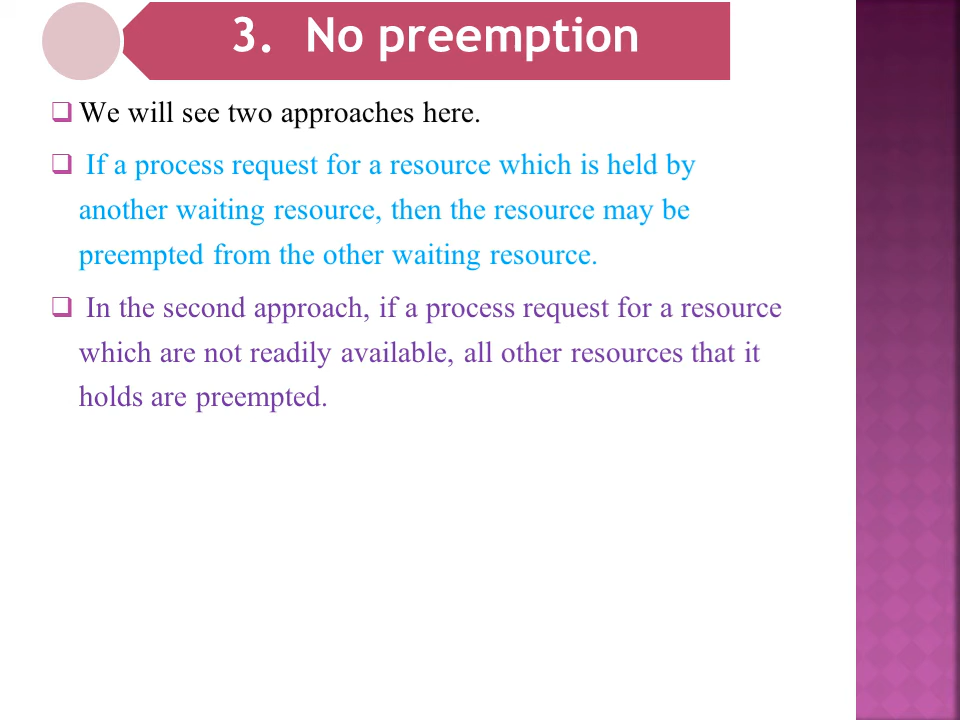 3. No preemption
We will see two approaches here.
If a process request for a resource which is held by
another waiting resource, then the resource may be
preempted from the other waiting resource.
In the second approach, if a process request for a resource
which are not readily available, all other resources that it
holds are preempted.